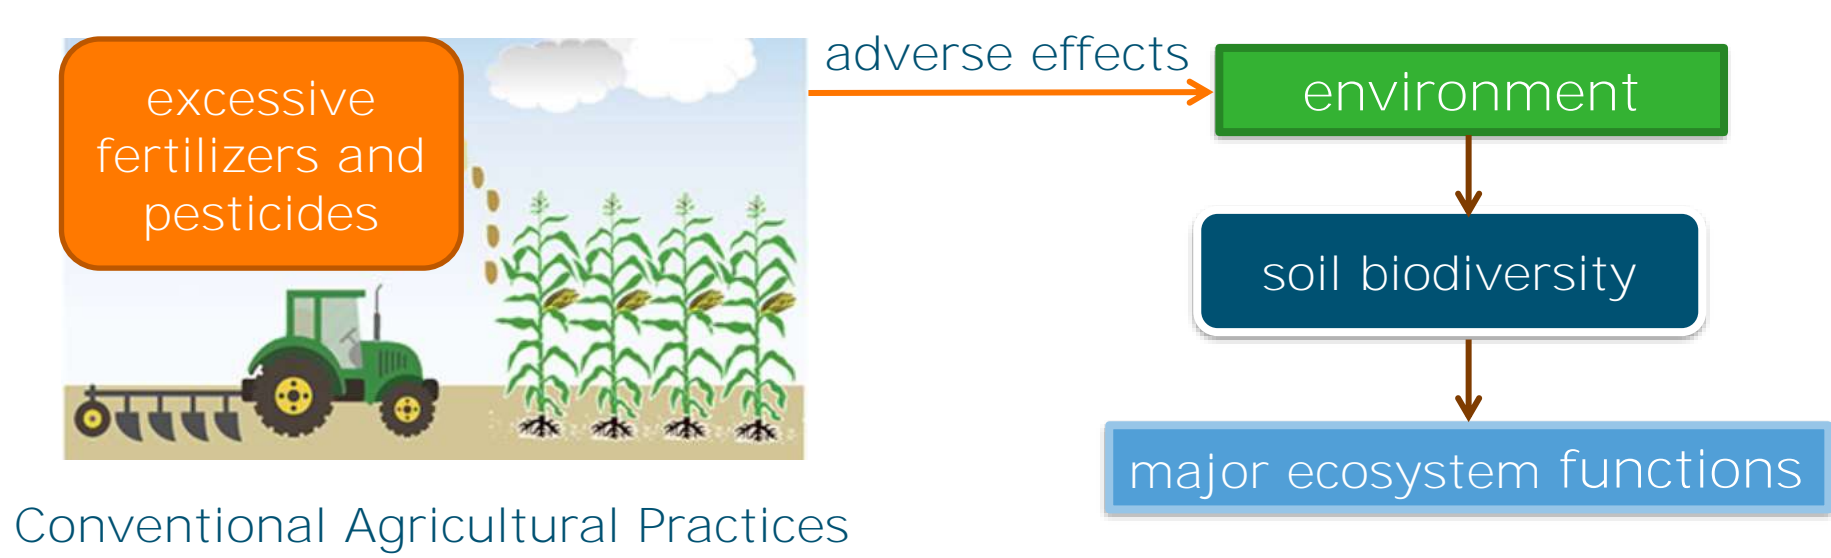 excessive
fertilizers and
pesticides
adverse effects
environment
soil biodiversity
major ecosystem functions
Conventional Agricultural Practices